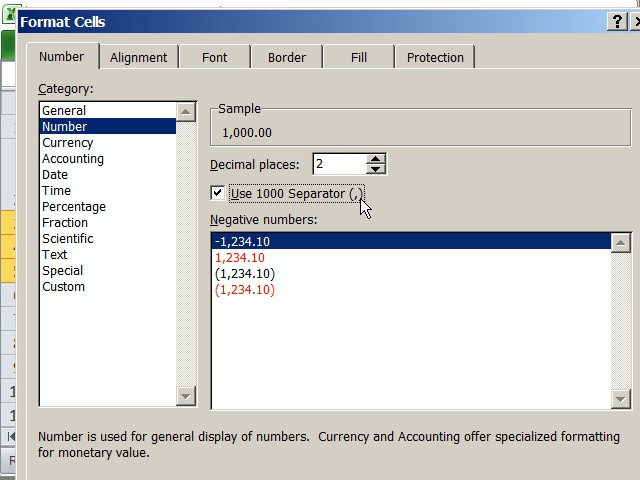 Format Cells
?
Number Alignment Font Border Fill Protection
Category:
General
Number
Currency
Accounting
Date
Time
Percentage
Fraction
Scientific
Text
Special
Custom
Sample
1,000.00
Decimal places: 2
Use 1000 Separator (,)
Negative numbers:
-1,234.10
1,234.10
(1,234.10)
(1,234.10)
Number is used for general display of numbers. Currency and Accounting offer specialized formatting
for monetary value.